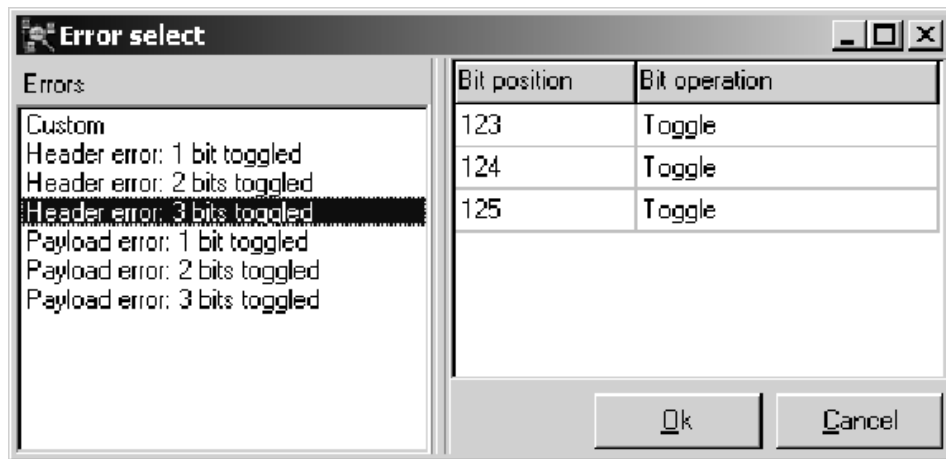 Error select
Errors
Custom
Header error: 1 bit toggled
Header error: 2 bits toggled
Header error: 3 bits toggled
Payload error: 1 bit toggled
Payload error: 2 bits toggled
Payload error: 3 bits toggled
Bit position Bit operation
123 Toggle
124 Toggle
125 Toggle
Ok Cancel